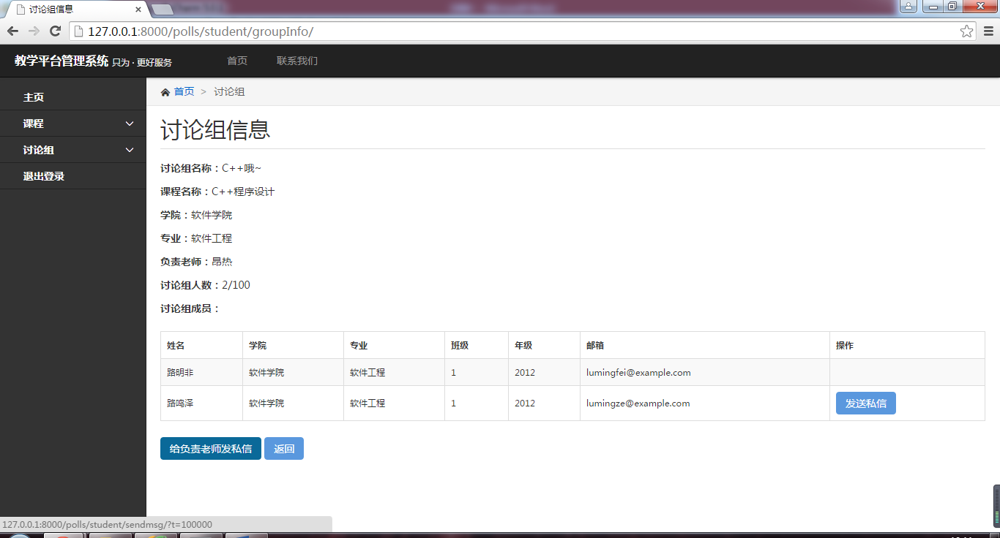 讨论组信息
127.0.0.1:8000/polls/student/groupInfo/
教学平台管理系统 只为 · 更好服务 首页 联系我们
主页
课程
讨论组
退出登录
首页 > 讨论组
讨论组信息
讨论组名称：C++哦~
课程名称：C++程序设计
学院：软件学院
专业：软件工程
负责老师：昂热
讨论组人数：2/100
讨论组成员：
姓名 学院 专业 班级 年级 邮箱 操作
路明非 软件学院 软件工程 1 2012 lumingfei@example.com
路鸣泽 软件学院 软件工程 1 2012 lumingze@example.com 发送私信
给负责老师发私信 返回
127.0.0.1:8000/polls/student/sendmsg/?t=100000